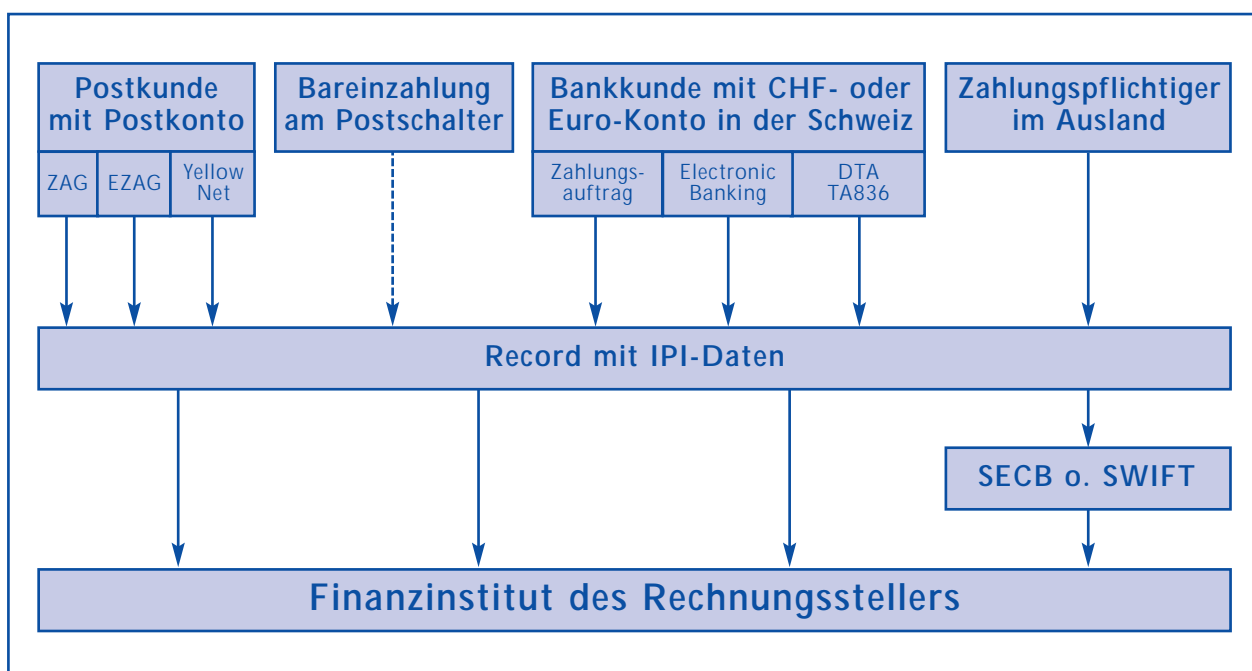 Postkunde
mit Postkonto
ZAG
EZAG
Yellow
Net
Bareinzahlung
am Postschalter
Bankkunde mit CHF- oder
Euro-Konto in der Schweiz
Zahlungs-
auftrag
Electronic
Banking
DTA
TA836
Zahlungspflichtiger
im Ausland
Record mit IPI-Daten
SECB o. SWIFT
Finanzinstitut des Rechnungsstellers